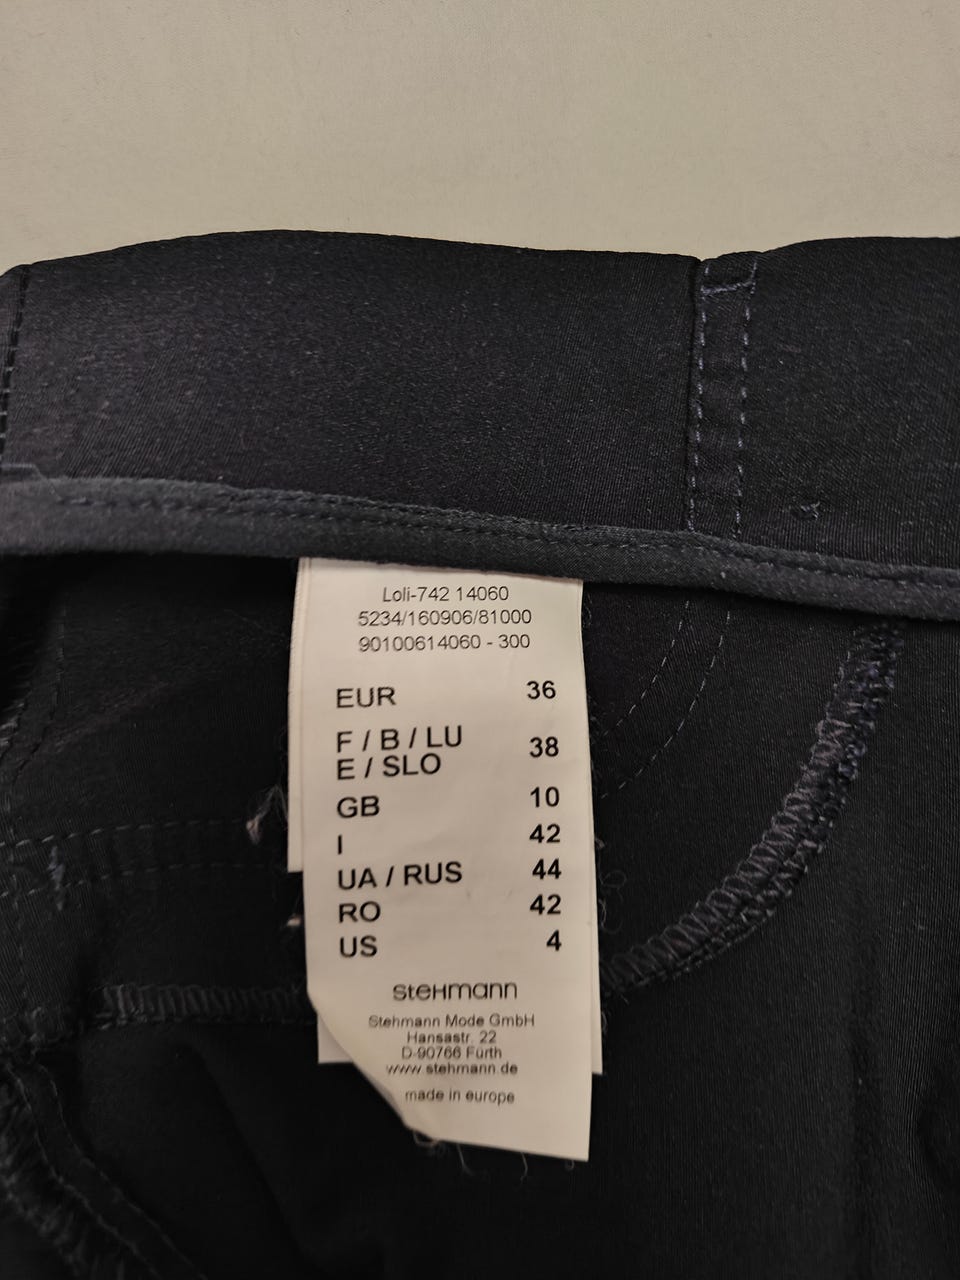 Loli-742 14060
5234/160906/81000
90100614060 - 300
EUR 36
F / B / LU
E / SLO 38
GB 10
I 42
UA / RUS 44
RO 42
US 4
steHmann
Stehmann Mode GmbH
Hansastr. 22
D-90766 Fürth
www.stehmann.de
made in europe